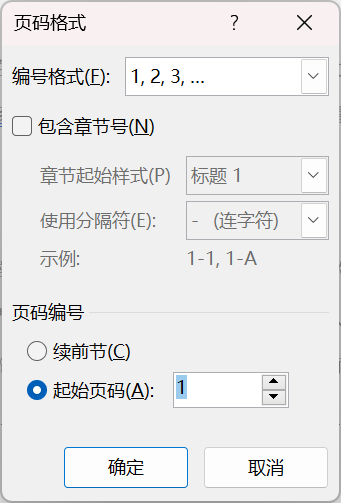 页码格式 ?
编号格式(F): 1, 2, 3, ...
包含章节号(N)
章节起始样式(P) 标题 1
使用分隔符(E): - (连字符)
示例: 1-1, 1-A
页码编号
续前节(C)
起始页码(A): 1
确定 取消